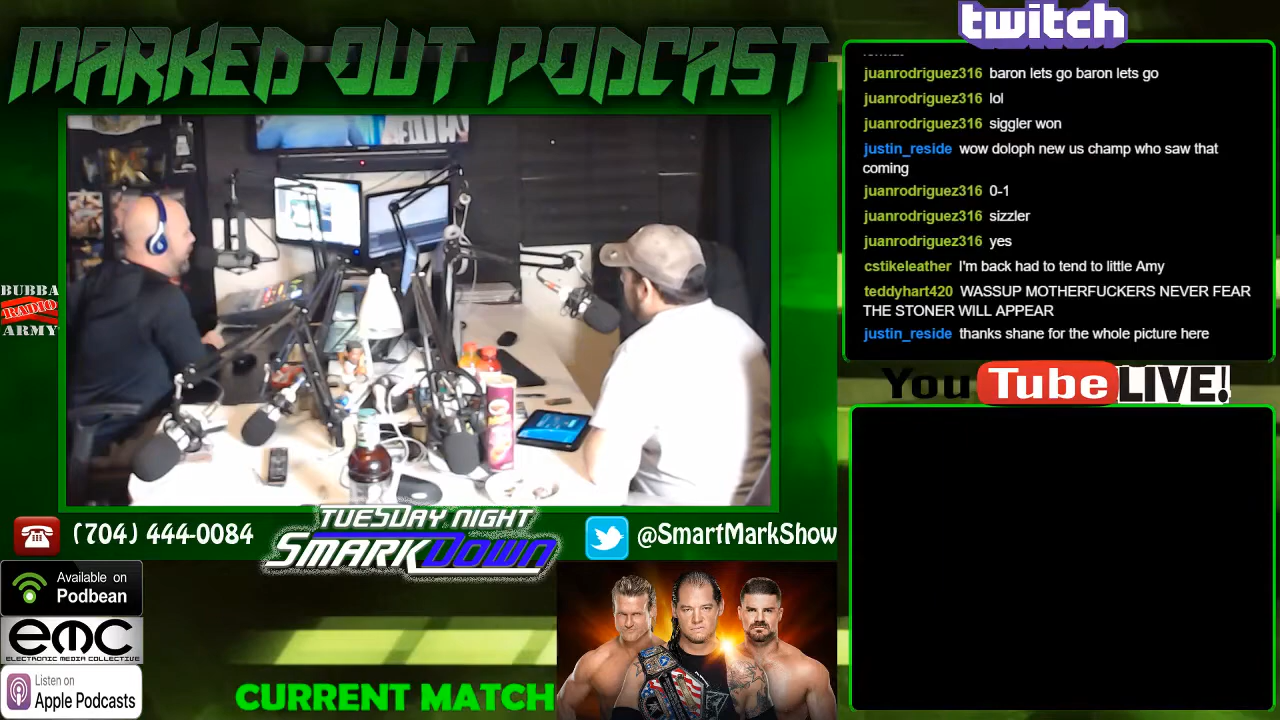 MARKED OUT PODCAST
twitch
juanrodriguez316 baron lets go baron lets go
juanrodriguez316 lol
juanrodriguez316 siggler won
justin_reside wow doloph new us champ who saw that
coming
juanrodriguez316 0-1
juanrodriguez316 sizzler
juanrodriguez316 yes
cstikeleather I'm back had to tend to little Amy
teddyhart420 WASSUP MOTHERFUCKERS NEVER FEAR
THE STONER WILL APPEAR
justin_reside thanks shane for the whole picture here
YouTube LIVE!
BUBBA
RADIO
ARMY
(704) 444-0084
TUESDAY NIGHT
SMARKDOWN
@SmartMarkShow
Available on
Podbean
emc
ELECTRONIC MEDIA COLLECTIVE
Listen on
Apple Podcasts
CURRENT MATCH